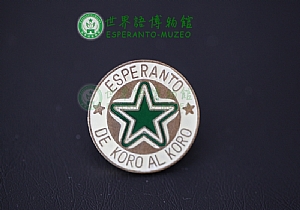 世界語博物館
ESPERANTO-MUZEO
ESPERANTO
DE KORO AL KORO